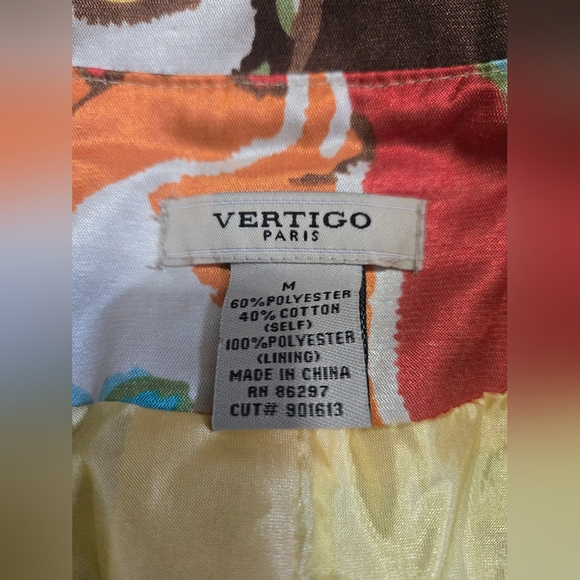 VERTIGO
PARIS
M
60%POLYESTER
40% COTTON
(SELF)
100%POLYESTER
(LINING)
MADE IN CHINA
RN 86297
CUT# 901613